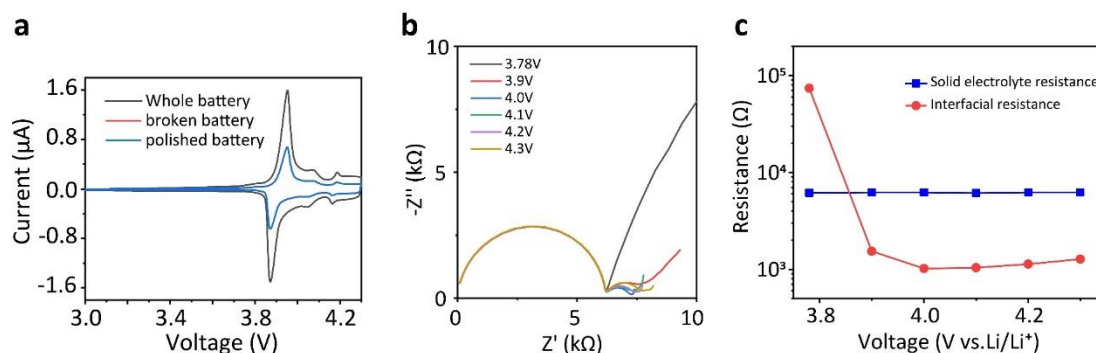 a
1.6
0.8
0.0
-0.8
-1.6
Current (μA)
Whole battery
broken battery
polished battery
3.0
3.4
3.8
4.2
Voltage (V)
b
10
5
0
-Z'' (kΩ)
3.78V
3.9V
4.0V
4.1V
4.2V
4.3V
0
5
10
Z' (kΩ)
c
10⁵
10⁴
10³
Resistance (Ω)
Solid electrolyte resistance
Interfacial resistance
3.8
4.0
4.2
Voltage (V vs.Li/Li⁺)